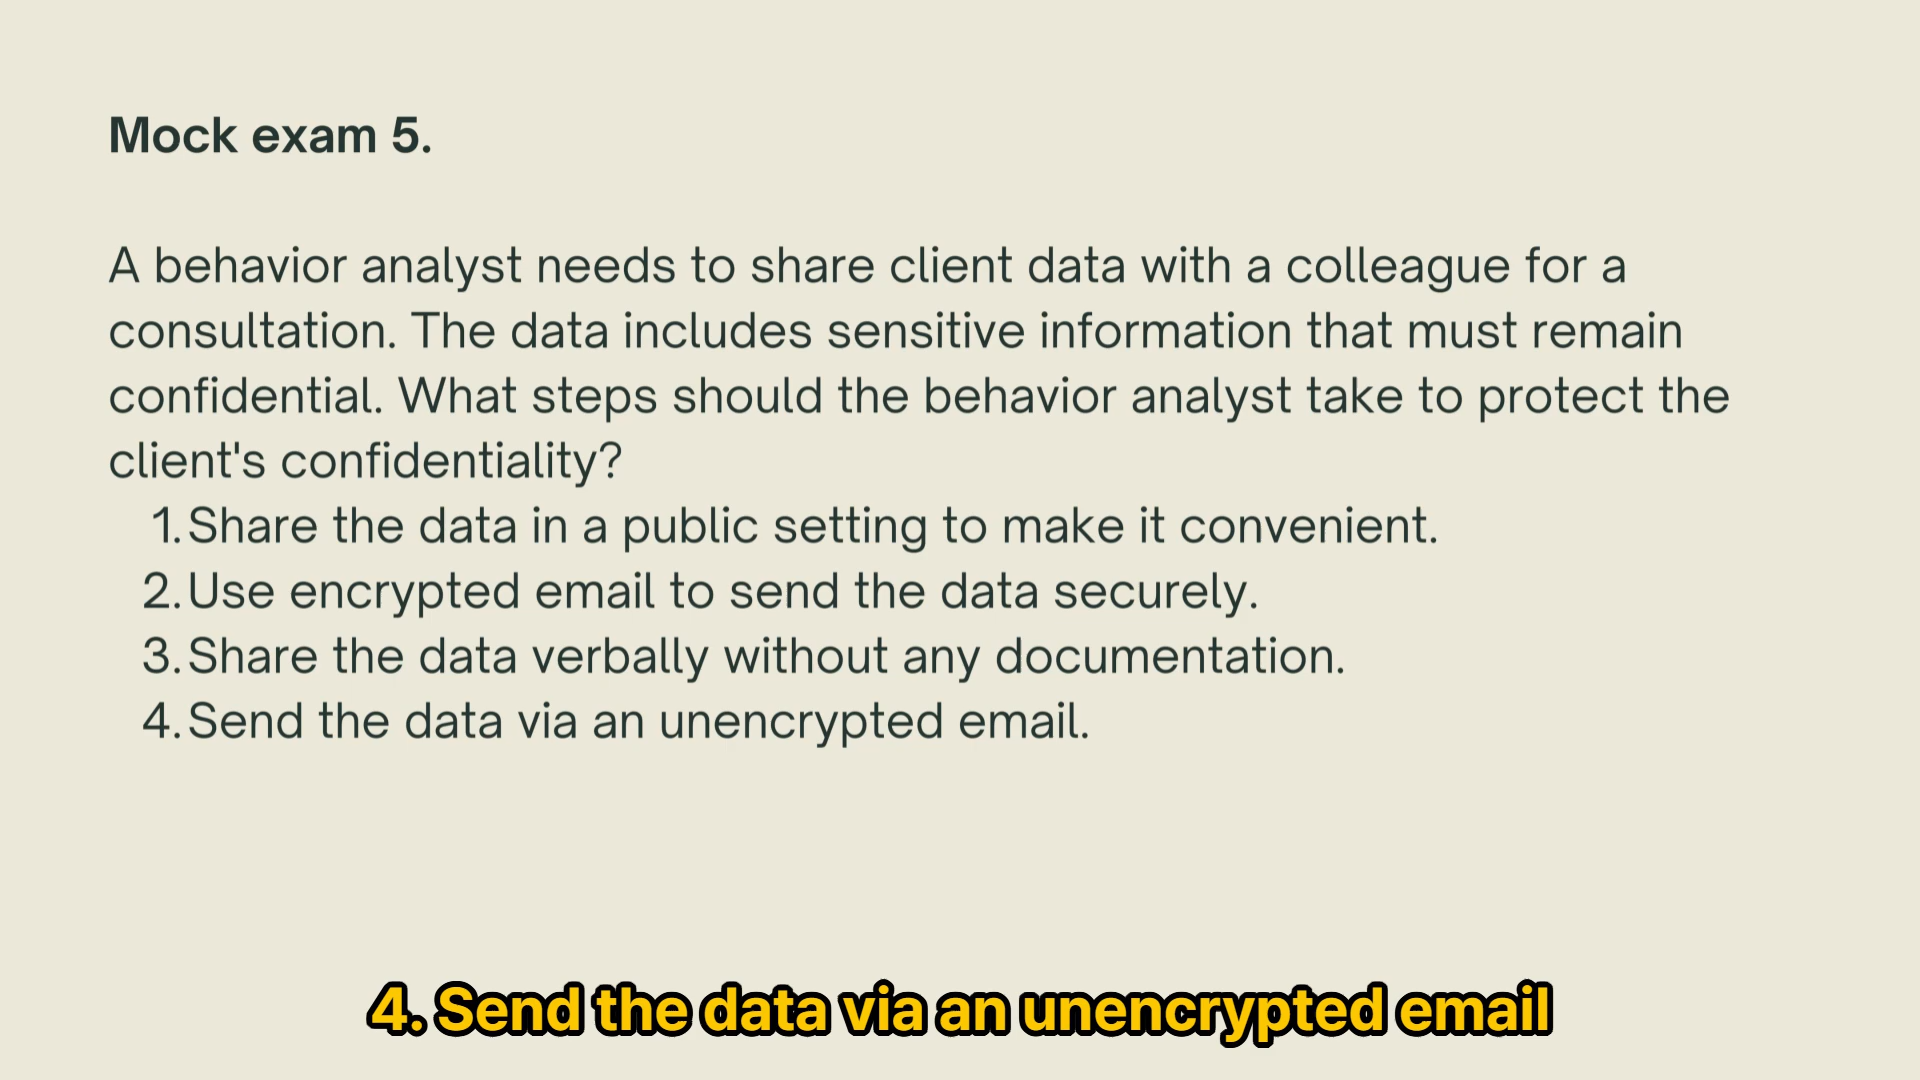 Mock exam 5.
A behavior analyst needs to share client data with a colleague for a
consultation. The data includes sensitive information that must remain
confidential. What steps should the behavior analyst take to protect the
client's confidentiality?
1. Share the data in a public setting to make it convenient.
2. Use encrypted email to send the data securely.
3. Share the data verbally without any documentation.
4. Send the data via an unencrypted email.
4. Send the data via an unencrypted email